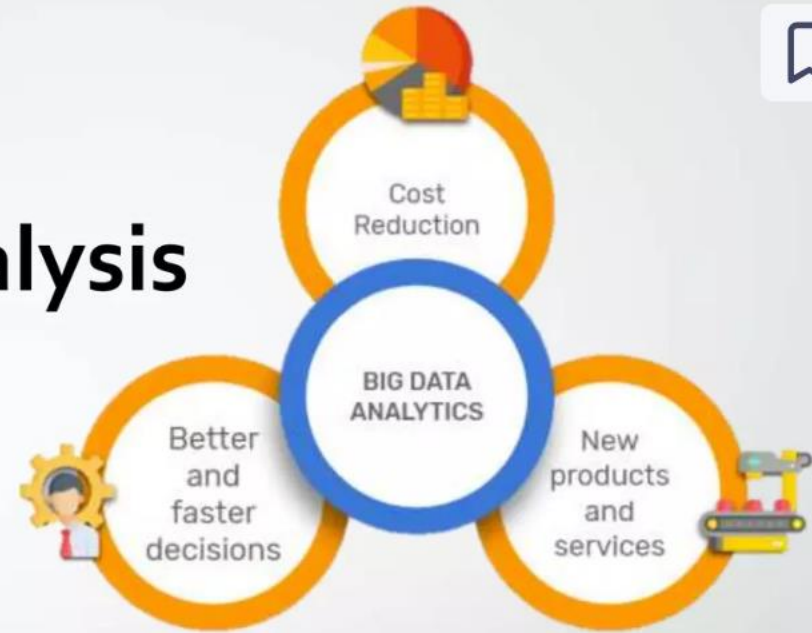 Cost
Reduction
alysis
BIG DATA
ANALYTICS
Better
and
faster
decisions
New
products
and
services